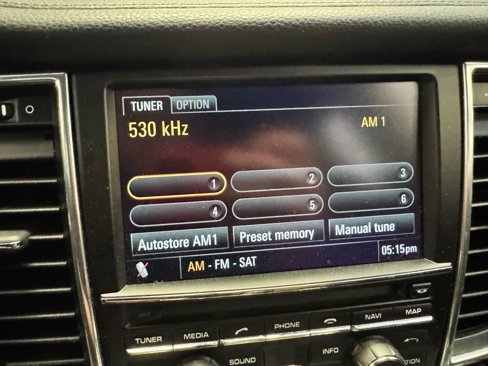 TUNER OPTION
530 kHz AM 1
1 2 3
4 5 6
Autostore AM1 Preset memory Manual tune
AM - FM - SAT 05:15pm
TUNER MEDIA PHONE NAVI MAP
SOUND INFO OPTION